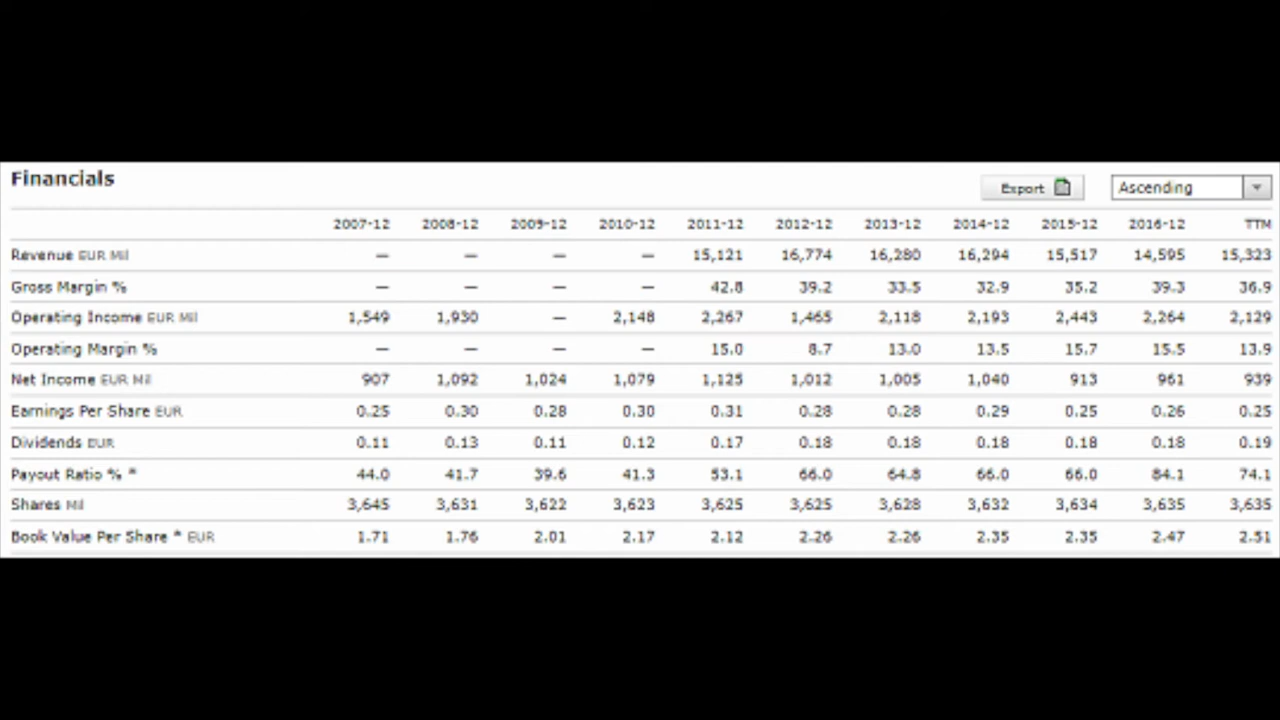 Financials
Export Ascending
2007-12 2008-12 2009-12 2010-12 2011-12 2012-12 2013-12 2014-12 2015-12 2016-12 TTM
Revenue EUR Mil — — — — 15,121 16,774 16,280 16,294 15,517 14,595 15,323
Gross Margin % — — — — 42.8 39.2 33.5 32.9 35.2 39.3 36.9
Operating Income EUR Mil 1,549 1,930 — 2,148 2,267 1,465 2,118 2,193 2,443 2,264 2,129
Operating Margin % — — — — 15.0 8.7 13.0 13.5 15.7 15.5 13.9
Net Income EUR Mil 907 1,092 1,024 1,079 1,125 1,012 1,005 1,040 913 961 939
Earnings Per Share EUR 0.25 0.30 0.28 0.30 0.31 0.28 0.28 0.29 0.25 0.26 0.25
Dividends EUR 0.11 0.13 0.11 0.12 0.17 0.18 0.18 0.18 0.18 0.18 0.19
Payout Ratio % * 44.0 41.7 39.6 41.3 53.1 66.0 64.8 66.0 66.0 84.1 74.1
Shares Mil 3,645 3,631 3,622 3,623 3,625 3,625 3,628 3,632 3,634 3,635 3,635
Book Value Per Share * EUR 1.71 1.76 2.01 2.17 2.12 2.26 2.26 2.35 2.35 2.47 2.51